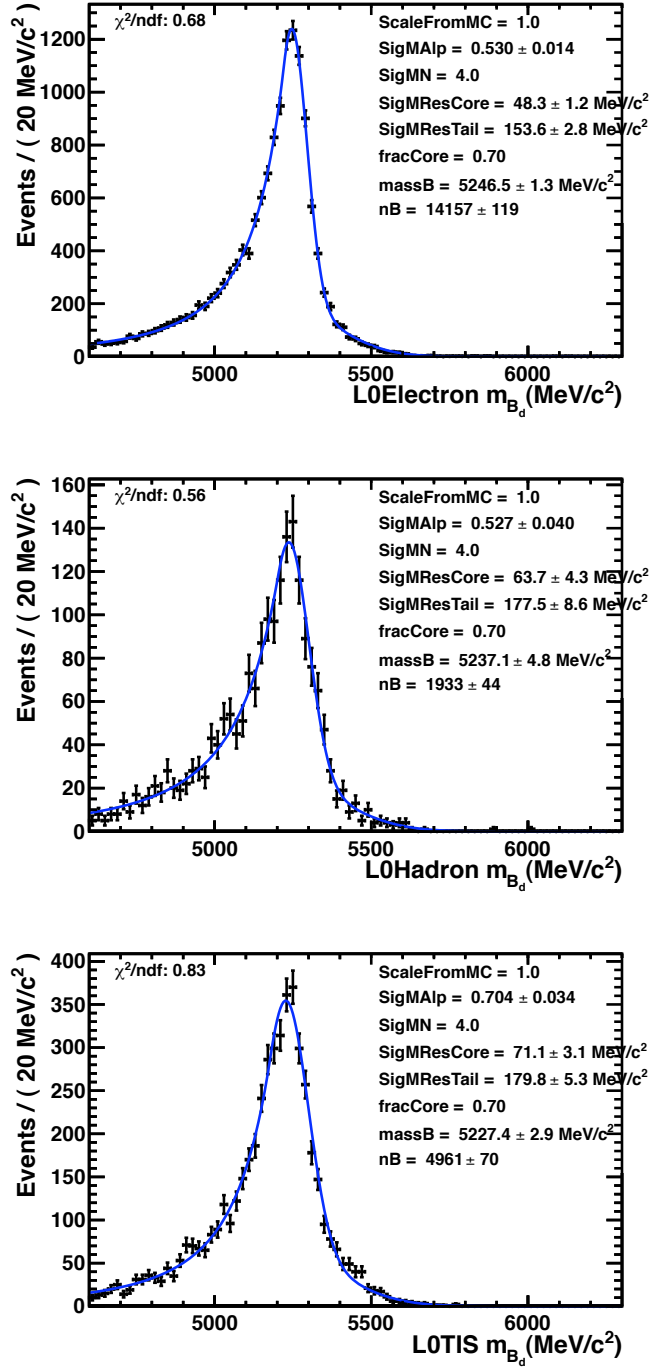 χ²/ndf: 0.68
ScaleFromMC = 1.0
SigMAlp = 0.530 ± 0.014
SigMN = 4.0
SigMResCore = 48.3 ± 1.2 MeV/c²
SigMResTail = 153.6 ± 2.8 MeV/c²
fracCore = 0.70
massB = 5246.5 ± 1.3 MeV/c²
nB = 14157 ± 119
Events / ( 20 MeV/c² )
1200
1000
800
600
400
200
0
5000 5500 6000
L0Electron m_{B_d}(MeV/c²)
χ²/ndf: 0.56
ScaleFromMC = 1.0
SigMAlp = 0.527 ± 0.040
SigMN = 4.0
SigMResCore = 63.7 ± 4.3 MeV/c²
SigMResTail = 177.5 ± 8.6 MeV/c²
fracCore = 0.70
massB = 5237.1 ± 4.8 MeV/c²
nB = 1933 ± 44
Events / ( 20 MeV/c² )
160
140
120
100
80
60
40
20
0
5000 5500 6000
L0Hadron m_{B_d}(MeV/c²)
χ²/ndf: 0.83
ScaleFromMC = 1.0
SigMAlp = 0.704 ± 0.034
SigMN = 4.0
SigMResCore = 71.1 ± 3.1 MeV/c²
SigMResTail = 179.8 ± 5.3 MeV/c²
fracCore = 0.70
massB = 5227.4 ± 2.9 MeV/c²
nB = 4961 ± 70
Events / ( 20 MeV/c² )
400
350
300
250
200
150
100
50
0
5000 5500 6000
L0TIS m_{B_d}(MeV/c²)